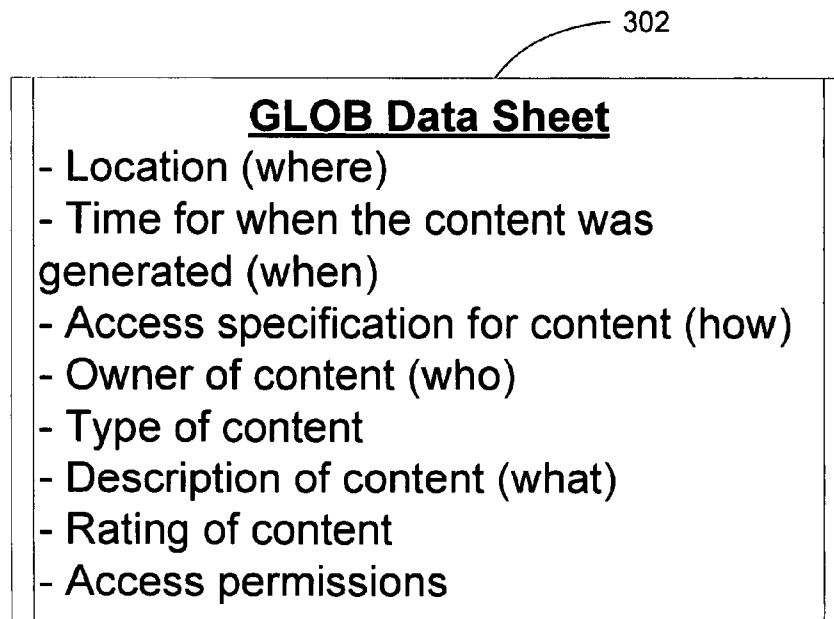 302
GLOB Data Sheet
- Location (where)
- Time for when the content was
generated (when)
- Access specification for content (how)
- Owner of content (who)
- Type of content
- Description of content (what)
- Rating of content
- Access permissions